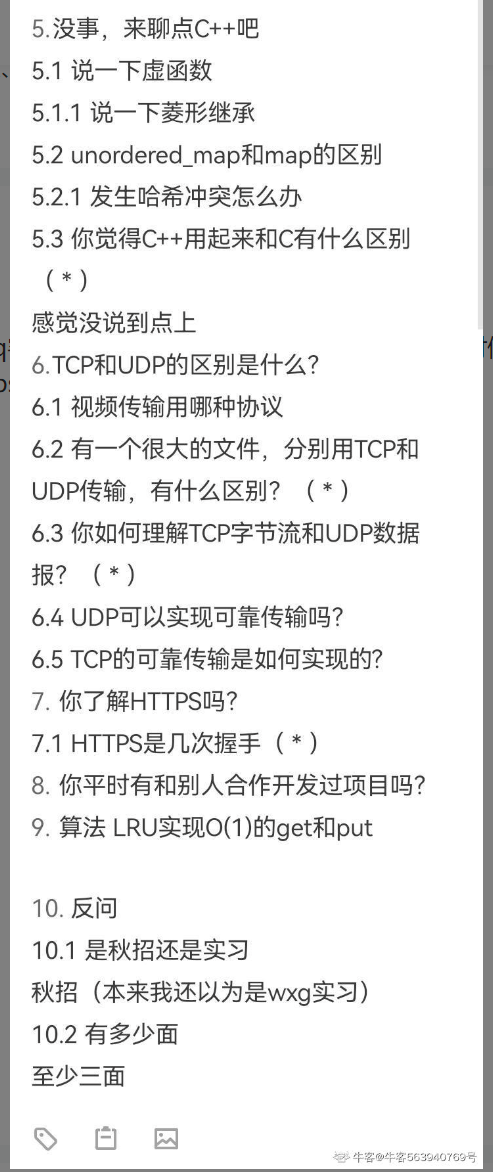 5.没事，来聊点C++吧
5.1 说一下虚函数
5.1.1 说一下菱形继承
5.2 unordered_map和map的区别
5.2.1 发生哈希冲突怎么办
5.3 你觉得C++用起来和C有什么区别
（*）
感觉没说到点上
6.TCP和UDP的区别是什么？
6.1 视频传输用哪种协议
6.2 有一个很大的文件，分别用TCP和
UDP传输，有什么区别？（*）
6.3 你如何理解TCP字节流和UDP数据
报？（*）
6.4 UDP可以实现可靠传输吗？
6.5 TCP的可靠传输是如何实现的？
7. 你了解HTTPS吗？
7.1 HTTPS是几次握手（*）
8. 你平时有和别人合作开发过项目吗？
9. 算法 LRU实现O(1)的get和put
10. 反问
10.1 是秋招还是实习
秋招（本来我还以为是wxg实习）
10.2 有多少面
至少三面
牛客@牛客563940769号